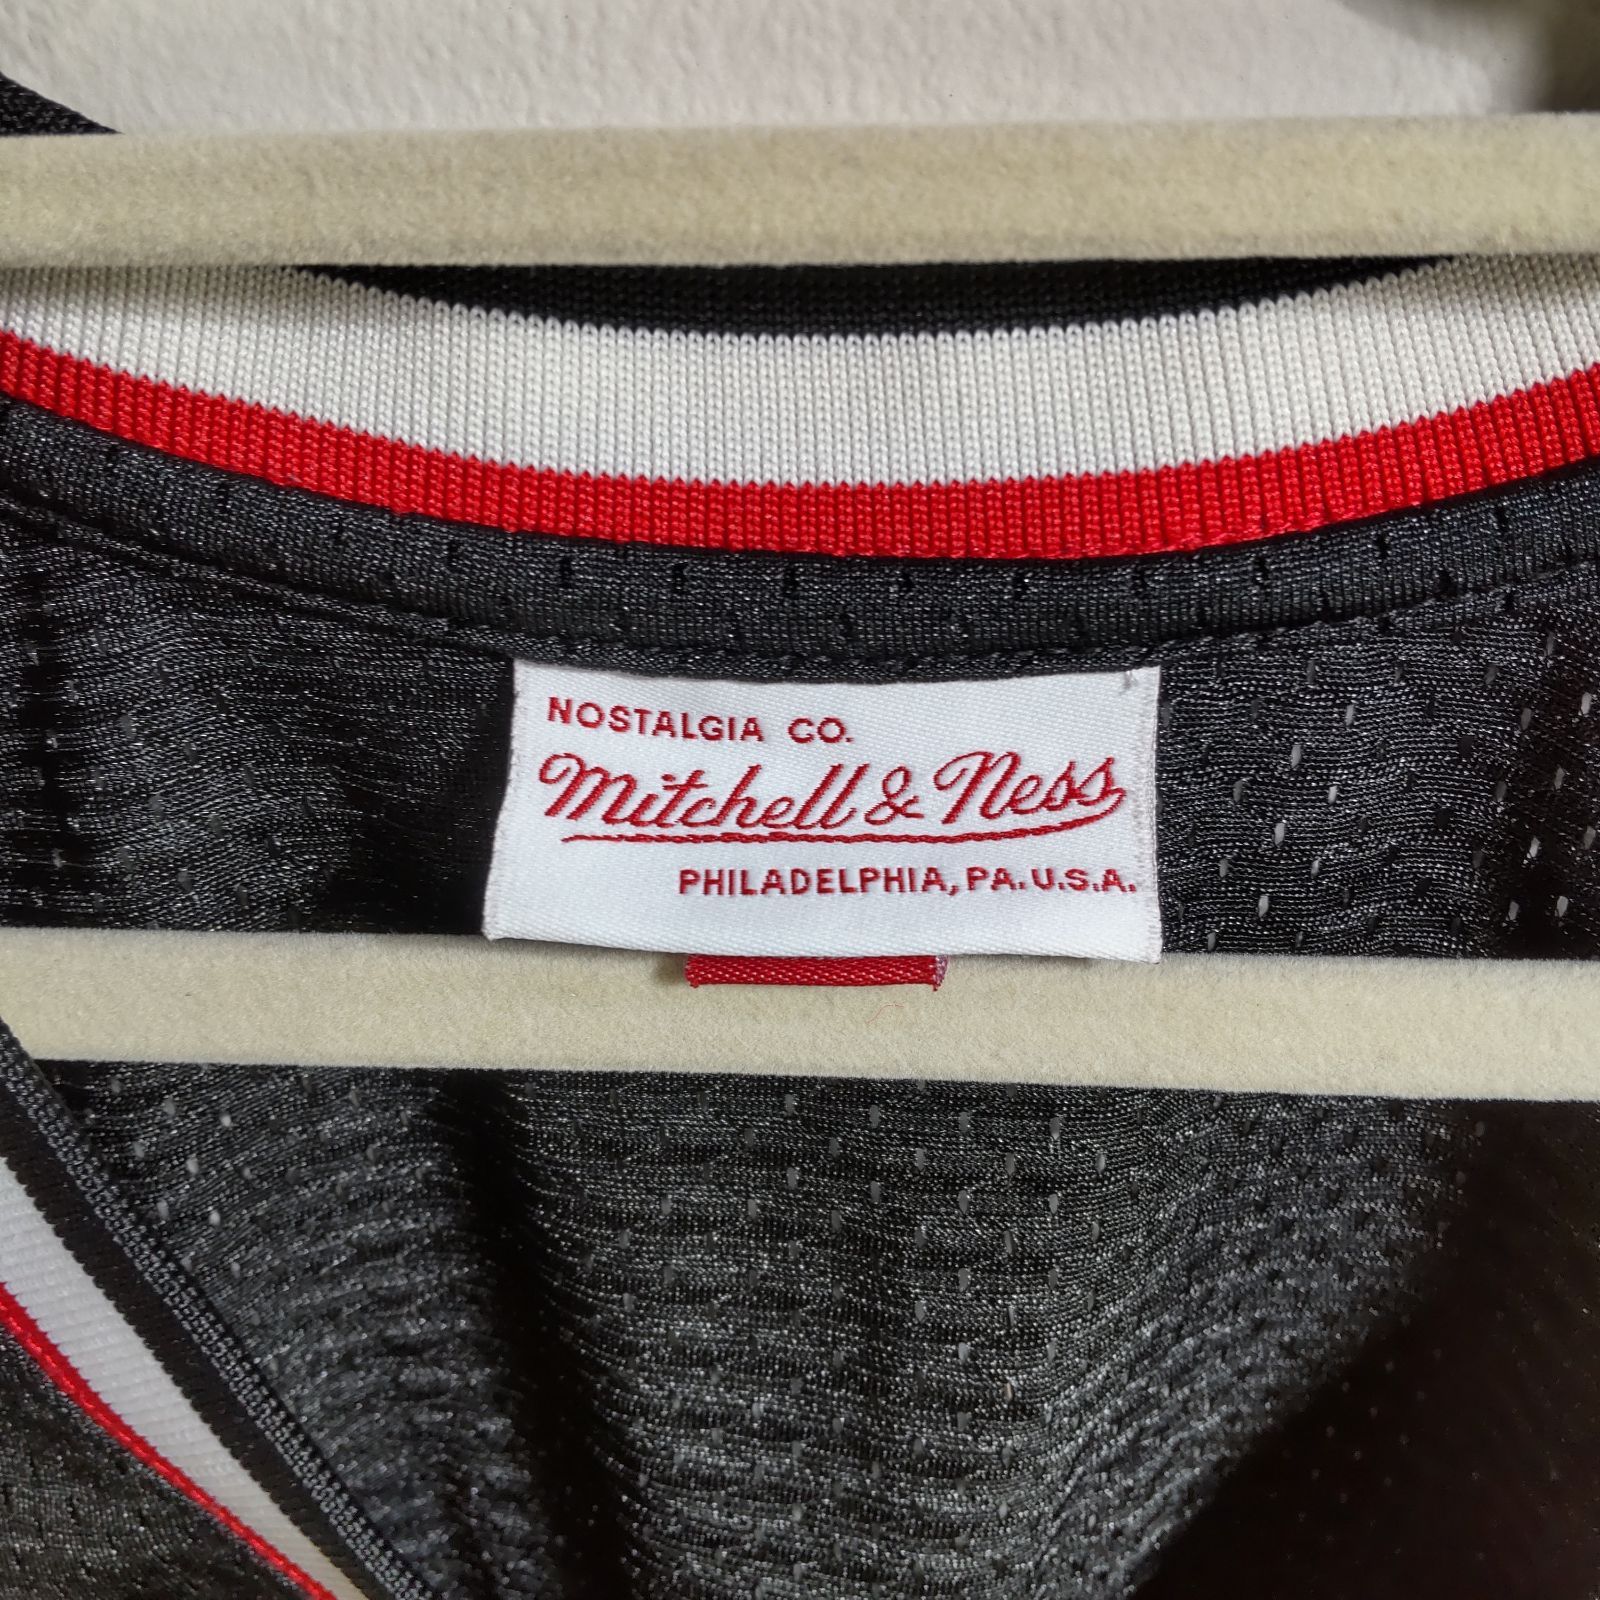 NOSTALGIA CO.
Mitchell & Ness
PHILADELPHIA, PA. U.S.A.